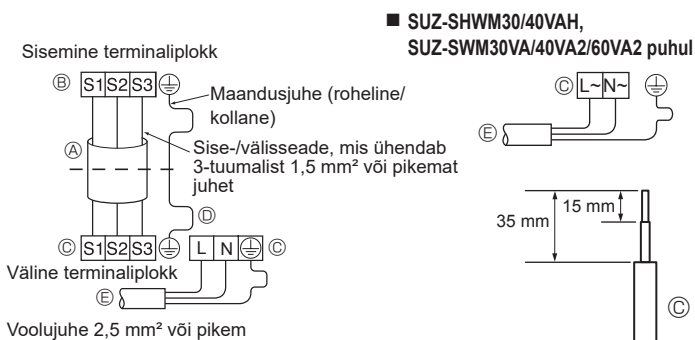 ■ SUZ-SHWM30/40VAH,
SUZ-SWM30VA/40VA2/60VA2 puhul
Sisemine terminaliplokk
Ⓑ S1 S2 S3
Maandusjuhe (roheline/
kollane)
Ⓐ
Sise-/välisseade, mis ühendab
3-tuumalist 1,5 mm² või pikemat
juhet
Ⓓ
Ⓒ S1 S2 S3 L N Ⓒ
Väline terminaliplokk
Ⓔ
Voolujuhe 2,5 mm² või pikem
Ⓒ L~ N~
Ⓔ
35 mm
15 mm
Ⓒ